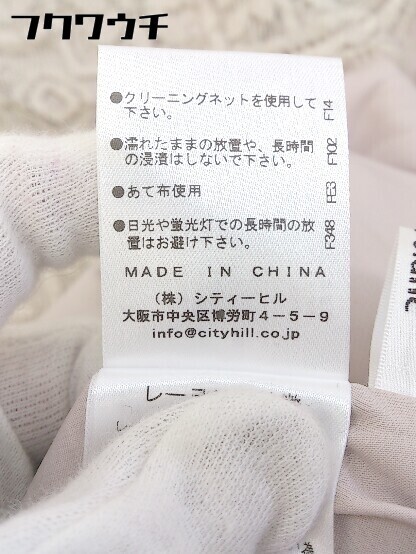 フクワウチ
●クリーニングネットを使用して
下さい。
F14
●濡れたままの放置や、長時間
の浸漬はしないで下さい。
F102
●あて布使用
FE3
●日光や蛍光灯での長時間の放
置はお避け下さい。
F348
MADE IN CHINA
（株）シティーヒル
大阪市中央区博労町4－5－9
info@cityhill.co.jp